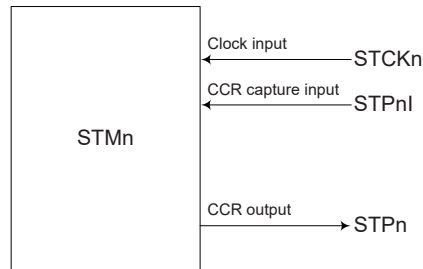 Clock input
STCKn
CCR capture input
STPnI
STMn
CCR output
STPn